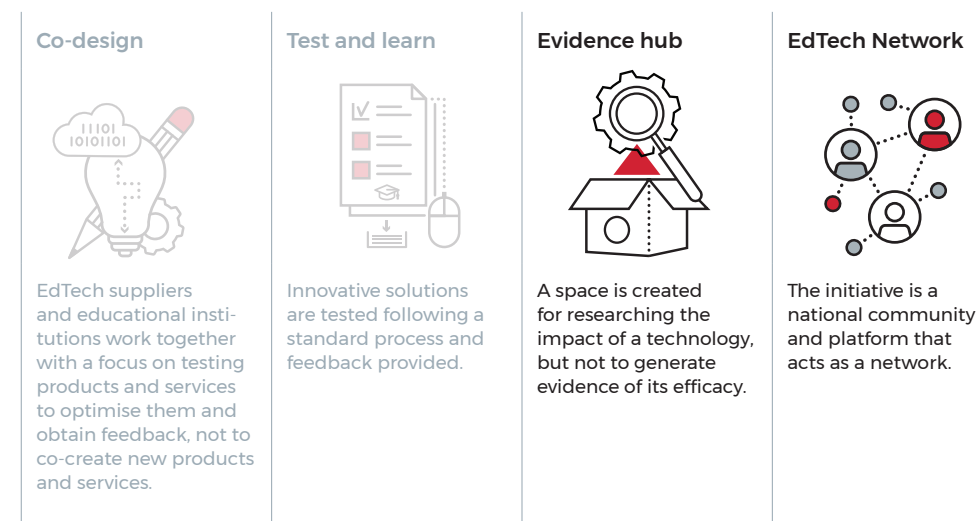 Co-design
11101
10101101
EdTech suppliers
and educational insti-
tutions work together
with a focus on testing
products and services
to optimise them and
obtain feedback, not to
co-create new products
and services.
Test and learn
Innovative solutions
are tested following a
standard process and
feedback provided.
Evidence hub
A space is created
for researching the
impact of a technology,
but not to generate
evidence of its efficacy.
EdTech Network
The initiative is a
national community
and platform that
acts as a network.